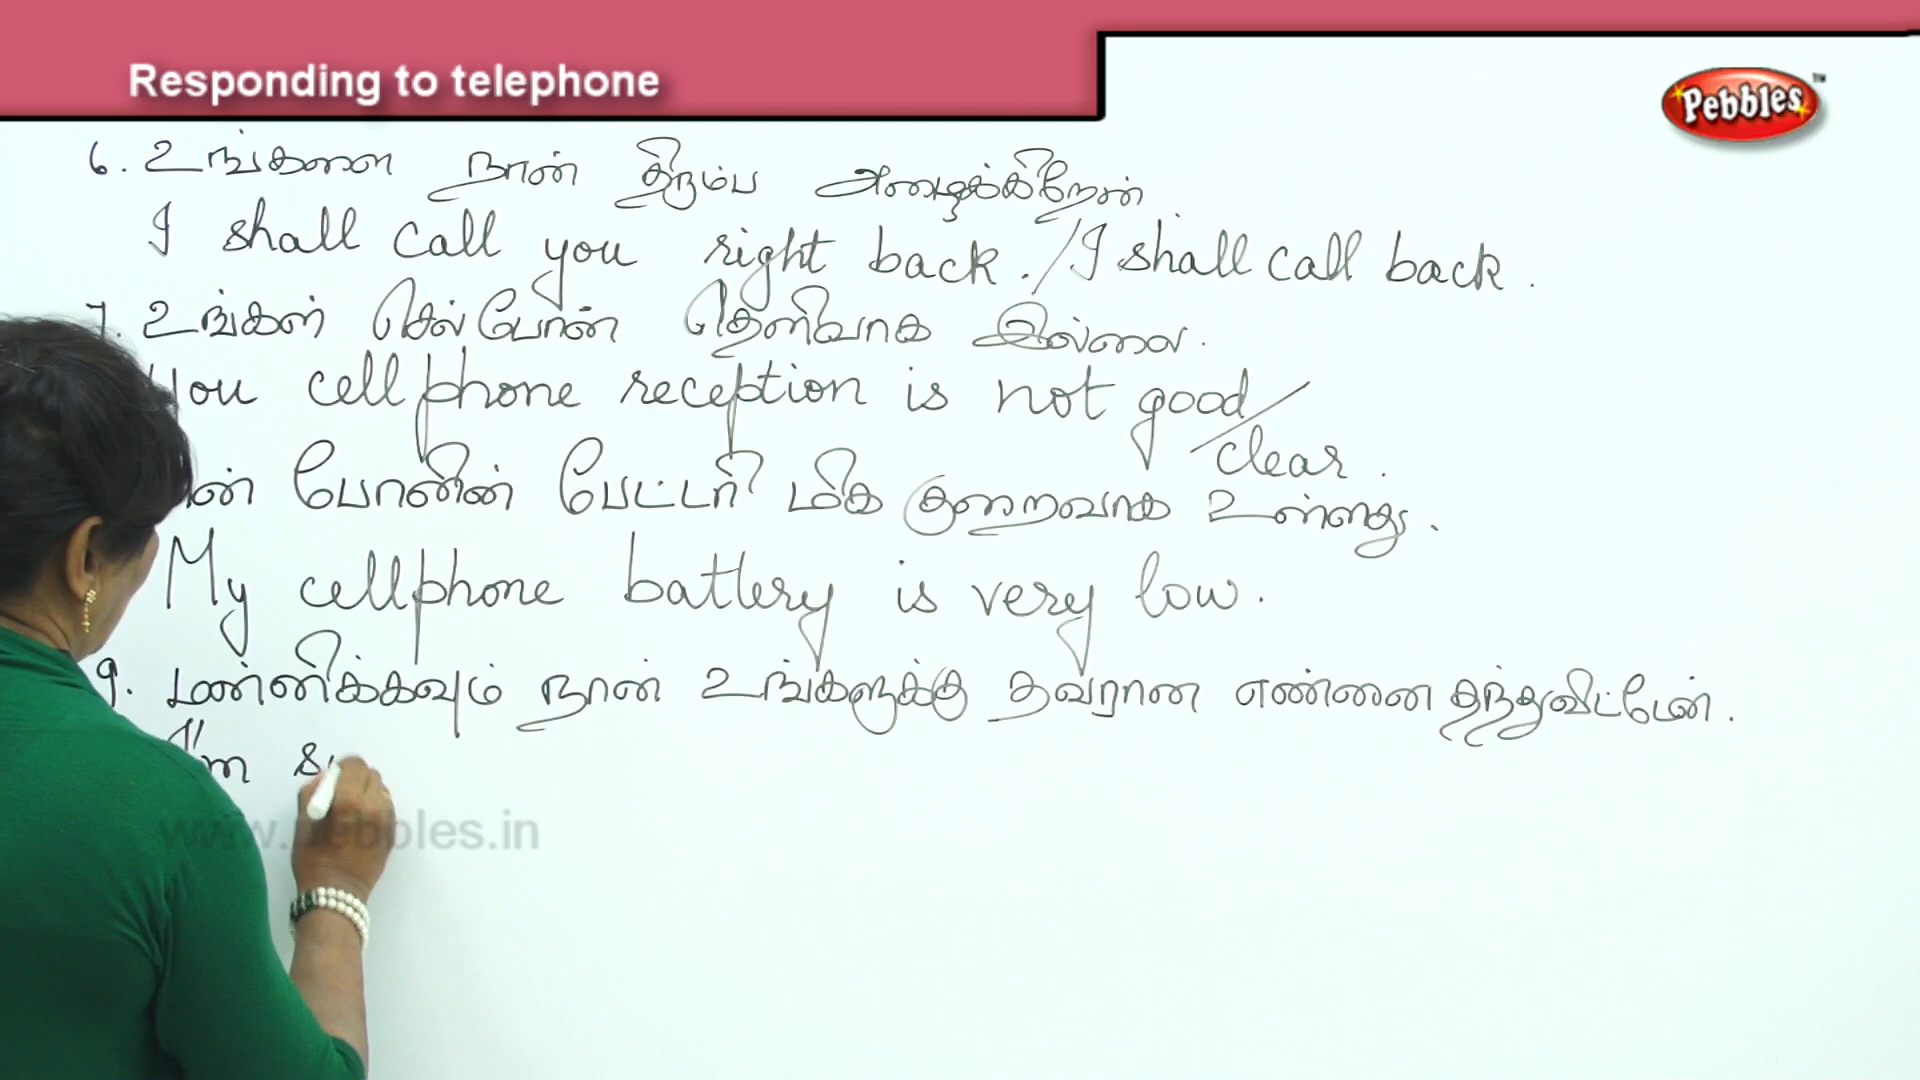 Responding to telephone
Pebbles
6. உங்களை நான் திரும்ப அழைக்கிறேன்
I shall call you right back. / I shall call back.
7. உங்கள் செல்போன் தெளிவாக இல்லை.
You cellphone reception is not good/
clear.
ன் போனின் பேட்டரி மிக குறைவாக உள்ளது.
My cellphone battery is very low.
9. மன்னிக்கவும் நான் உங்களுக்கு தவறான எண்ணை தந்துவிட்டேன்.
I'm
www.pebbles.in